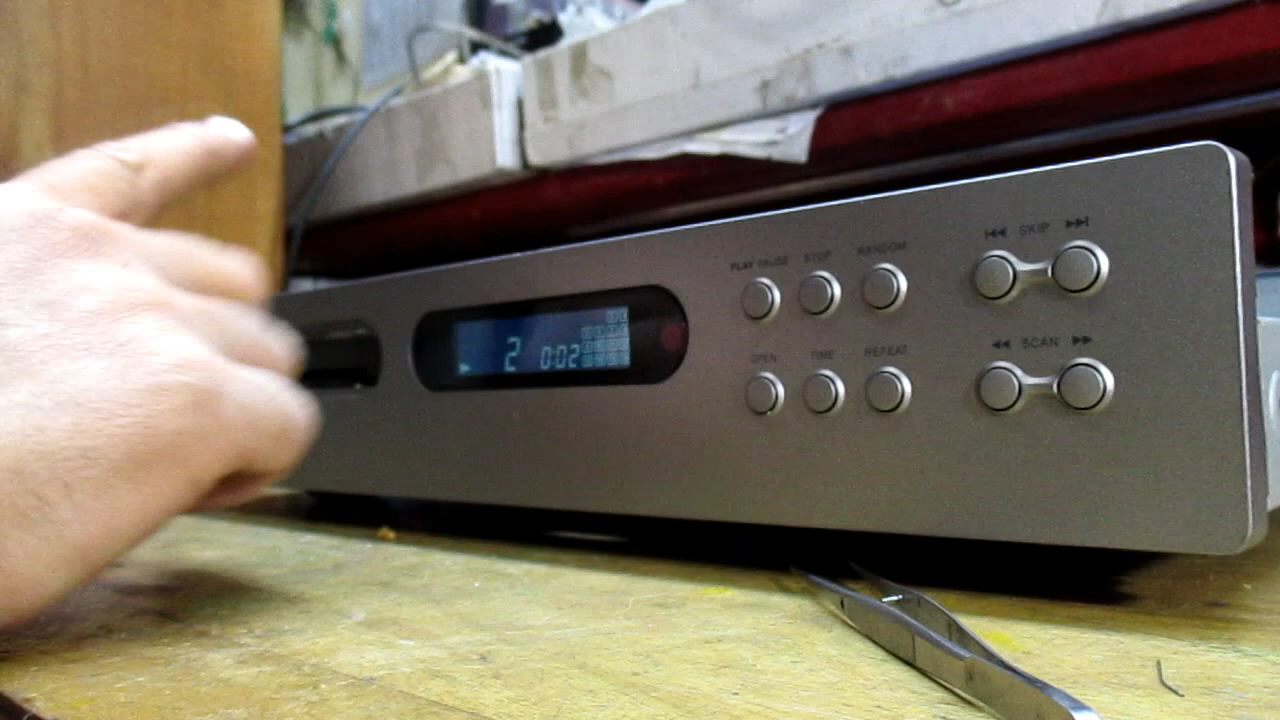 ⏮ SKIP ⏭
PLAY PAUSE STOP RANDOM
2 0:02
OPEN TIME REPEAT
⏪ SCAN ⏩